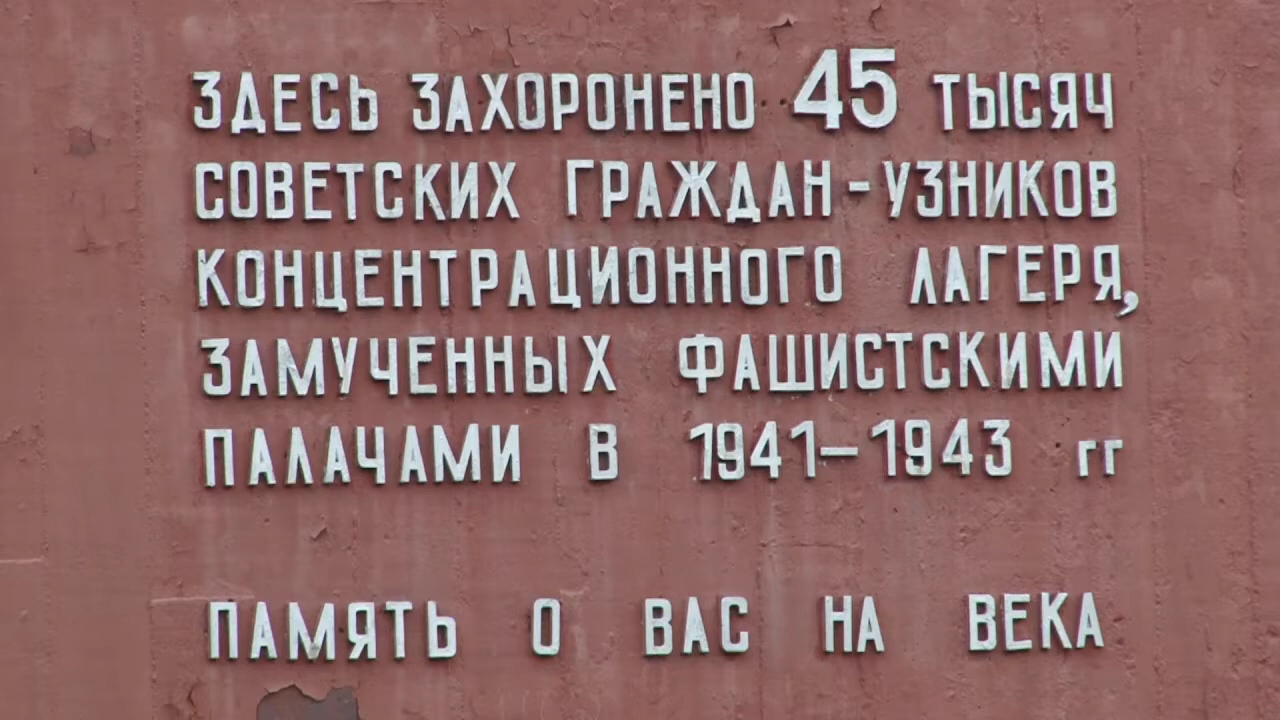 ЗДЕСЬ ЗАХОРОНЕНО 45 ТЫСЯЧ
СОВЕТСКИХ ГРАЖДАН-УЗНИКОВ
КОНЦЕНТРАЦИОННОГО ЛАГЕРЯ,
ЗАМУЧЕННЫХ ФАШИСТСКИМИ
ПАЛАЧАМИ В 1941-1943 гг
ПАМЯТЬ О ВАС НА ВЕКА